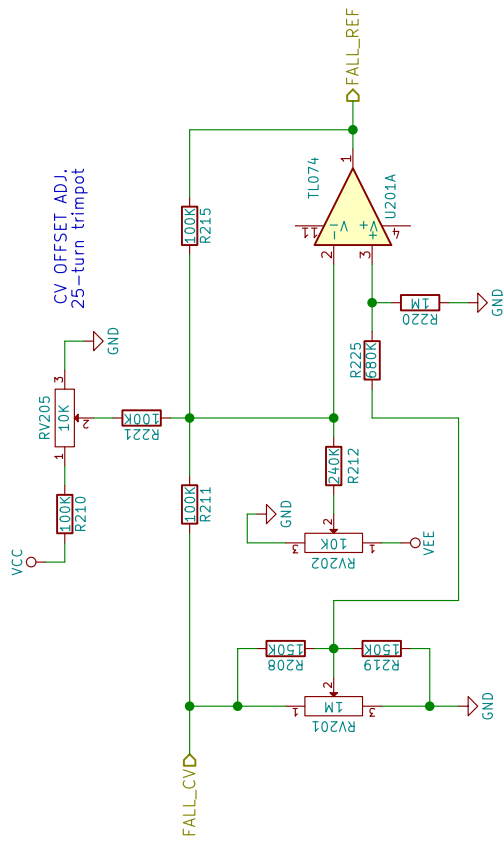 FALL_REF
TL074
1
U201A
V-
V+
-
+
11
4
2
3
CV OFFSET ADJ.
25-turn trimpot
100K
R215
GND
3
RV205
10K
2
1
100K
R221
R225
680K
1M
R220
GND
100K
R210
VCC
100K
R211
240K
R212
GND
2
3
10K
1
RV202
VEE
150K
R208
150K
R219
2
1
1M
3
RV201
GND
FALL_CV